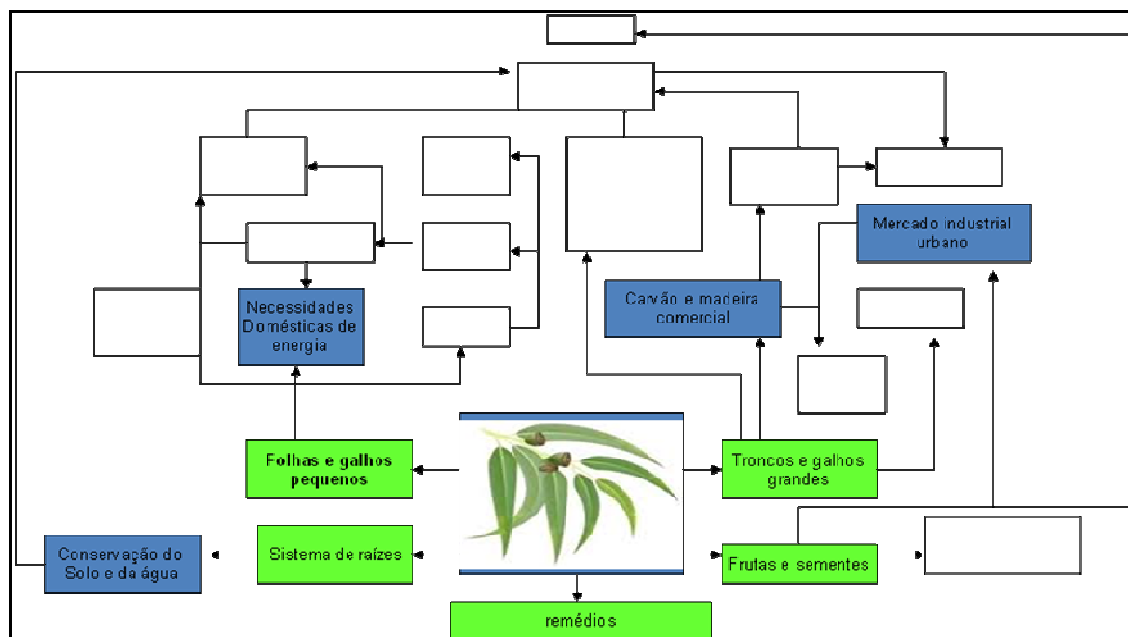 Mercado industrial
urbano
Necessidades
Domésticas de
energia
Carvão e madeira
comercial
Folhas e galhos
pequenos
Troncos e galhos
grandes
Conservação do
Solo e da água
Sistema de raízes
Frutas e sementes
remédios